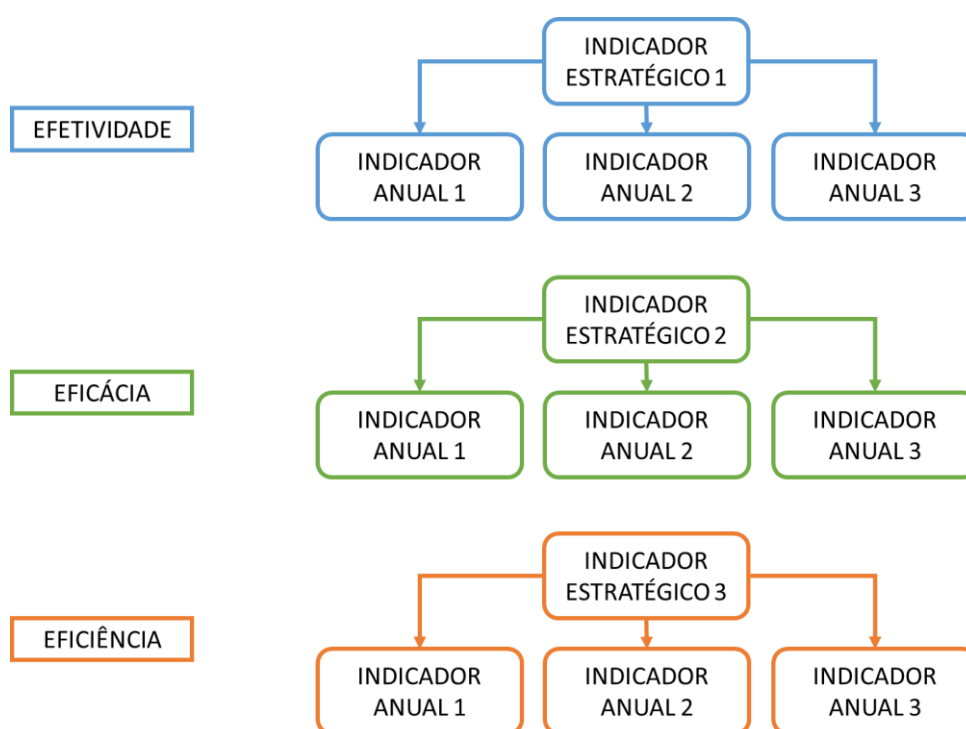 INDICADOR
ESTRATÉGICO 1
EFETIVIDADE
INDICADOR
ANUAL 1
INDICADOR
ANUAL 2
INDICADOR
ANUAL 3
INDICADOR
ESTRATÉGICO 2
EFICÁCIA
INDICADOR
ANUAL 1
INDICADOR
ANUAL 2
INDICADOR
ANUAL 3
INDICADOR
ESTRATÉGICO 3
EFICIÊNCIA
INDICADOR
ANUAL 1
INDICADOR
ANUAL 2
INDICADOR
ANUAL 3